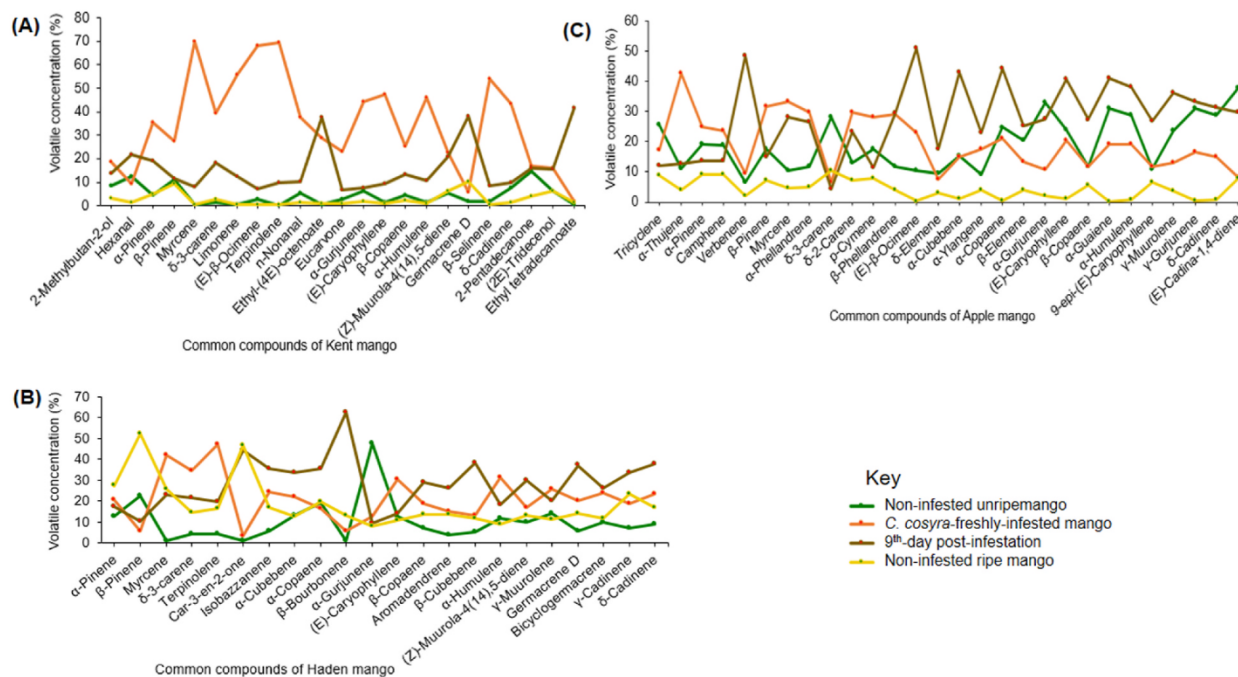 (A)
Volatile concentration (%)
80
70
60
50
40
30
20
10
0
2-Methylbutan-2-ol
Hexanal
α-Pinene
β-Pinene
Myrcene
δ-3-carene
Limonene
(E)-β-Ocimene
Terpinolene
n-Nonanal
Ethyl-(4E)-octenoate
Eucarvone
α-Gurjunene
(E)-Caryophylene
β-Copaene
α-Humulene
(Z)-Muurola-4(14),5-diene
Germacrene D
β-Selinene
δ-Cadinene
2-Pentadecanone
(2E)-Tridecenol
Ethyl tetradecanoate
Common compounds of Kent mango
(C)
Volatile concentration (%)
60
50
40
30
20
10
0
Tricyclene
α-Thujene
α-Pinene
Camphene
Verbenene
β-Pinene
Myrcene
α-Phellandrene
δ-3-carene
δ-2-Carene
p-Cymene
β-Phellandrene
(E)-β-Ocimene
δ-Elemene
α-Cubebene
α-Ylangene
α-Copaene
β-Elemene
α-Gurjunene
(E)-Caryophyllene
β-Copaene
α-Guaiene
α-Humulene
9-epi-(E)-Caryophyllene
γ-Muurolene
γ-Gurjunene
δ-Cadinene
(E)-Cadina-1,4-diene
Common compounds of Apple mango
(B)
Volatile concentration (%)
70
60
50
40
30
20
10
0
α-Pinene
β-Pinene
Myrcene
δ-3-carene
Terpinolene
Car-3-en-2-one
Isobazzanene
α-Cubebene
α-Copaene
β-Bourbonene
α-Gurjunene
(E)-Caryophyllene
β-Copaene
Aromadendrene
β-Cubebene
α-Humulene
(Z)-Muurola-4(14),5-diene
γ-Muurolene
Germacrene D
Bicyclogermacrene
γ-Cadinene
δ-Cadinene
Common compounds of Haden mango
Key
Non-infested unripemango
C. cosyra-freshly-infested mango
9th-day post-infestation
Non-infested ripe mango